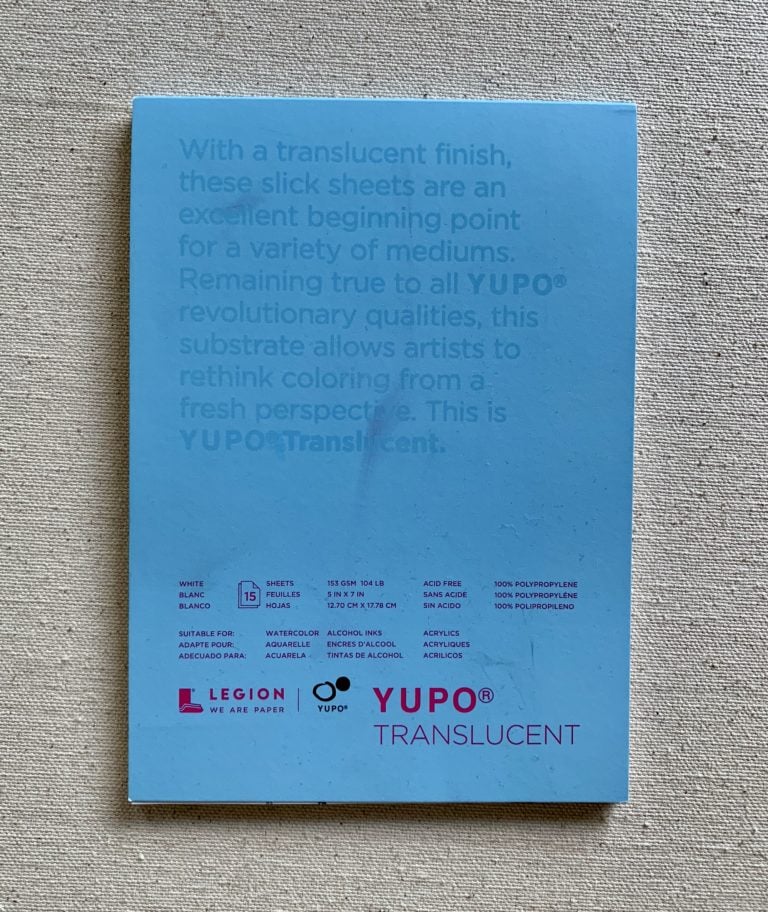 With a translucent finish,
these slick sheets are an
excellent beginning point
for a variety of mediums.
Remaining true to all YUPO®
revolutionary qualities, this
substrate allows artists to
rethink coloring from a
fresh perspective. This is
YUPO® Translucent.
WHITE
BLANC
BLANCO
15
SHEETS
FEUILLES
HOJAS
153 GSM 104 LB
5 IN X 7 IN
12.70 CM X 17.78 CM
ACID FREE
SANS ACIDE
SIN ACIDO
100% POLYPROPYLENE
100% POLYPROPYLÈNE
100% POLIPROPILENO
SUITABLE FOR: WATERCOLOR ALCOHOL INKS ACRYLICS
ADAPTE POUR: AQUARELLE ENCRES D'ALCOOL ACRYLIQUES
ADECUADO PARA: ACUARELA TINTAS DE ALCOHOL ACRILICOS
LEGION
WE ARE PAPER
YUPO®
YUPO®
TRANSLUCENT